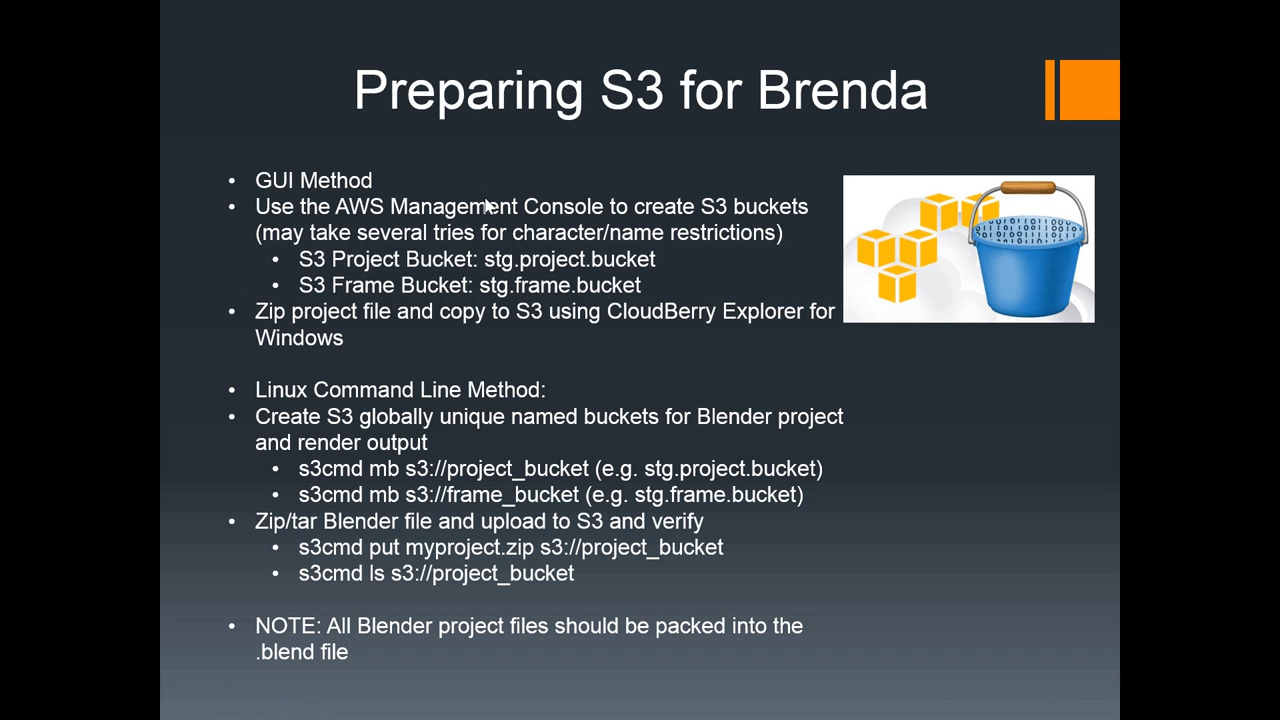 Preparing S3 for Brenda
• GUI Method
• Use the AWS Management Console to create S3 buckets
(may take several tries for character/name restrictions)
• S3 Project Bucket: stg.project.bucket
• S3 Frame Bucket: stg.frame.bucket
• Zip project file and copy to S3 using CloudBerry Explorer for
Windows
• Linux Command Line Method:
• Create S3 globally unique named buckets for Blender project
and render output
• s3cmd mb s3://project_bucket (e.g. stg.project.bucket)
• s3cmd mb s3://frame_bucket (e.g. stg.frame.bucket)
• Zip/tar Blender file and upload to S3 and verify
• s3cmd put myproject.zip s3://project_bucket
• s3cmd ls s3://project_bucket
• NOTE: All Blender project files should be packed into the
.blend file